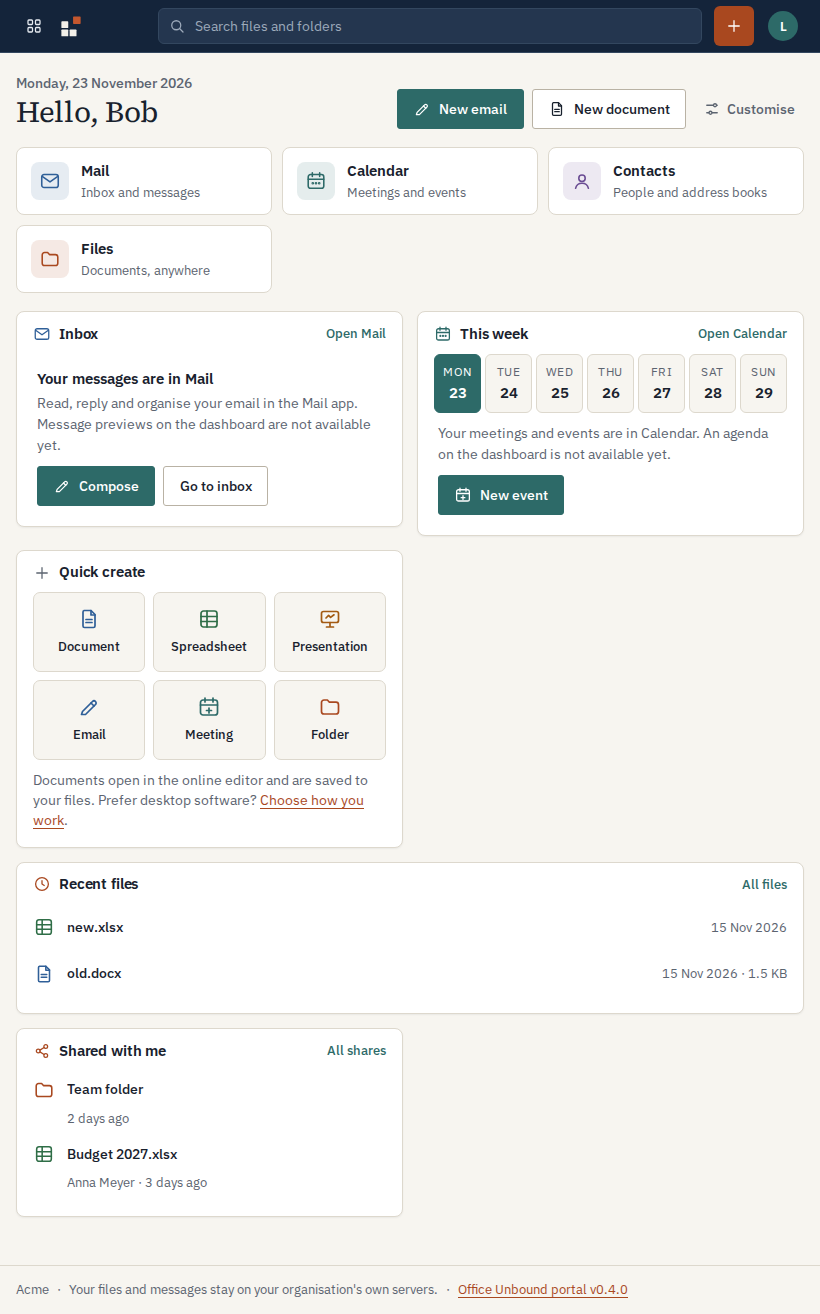 Search files and folders
L
Monday, 23 November 2026
Hello, Bob
New email
New document
Customise
Mail
Inbox and messages
Calendar
Meetings and events
Contacts
People and address books
Files
Documents, anywhere
Inbox
Open Mail
Your messages are in Mail
Read, reply and organise your email in the Mail app.
Message previews on the dashboard are not available
yet.
Compose
Go to inbox
This week
Open Calendar
MON
23
TUE
24
WED
25
THU
26
FRI
27
SAT
28
SUN
29
Your meetings and events are in Calendar. An agenda
on the dashboard is not available yet.
New event
Quick create
Document
Spreadsheet
Presentation
Email
Meeting
Folder
Documents open in the online editor and are saved to
your files. Prefer desktop software? Choose how you
work.
Recent files
All files
new.xlsx
15 Nov 2026
old.docx
15 Nov 2026 · 1.5 KB
Shared with me
All shares
Team folder
2 days ago
Budget 2027.xlsx
Anna Meyer · 3 days ago
Acme · Your files and messages stay on your organisation's own servers. · Office Unbound portal v0.4.0